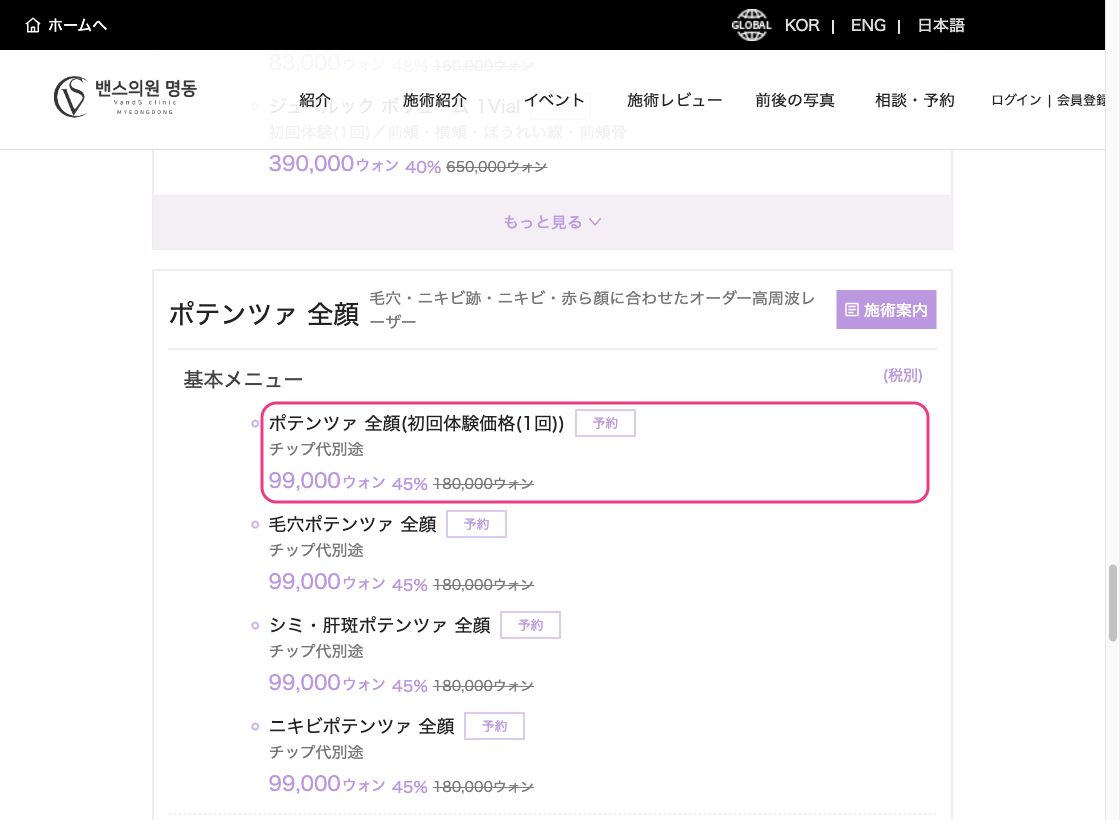 ホームへ
GLOBAL KOR | ENG | 日本語
밴스의원 명동
VandS clinic
MYEONGDONG
紹介 施術紹介 イベント 施術レビュー 前後の写真 相談・予約 ログイン | 会員登録
83,000ウォン 48% 160,000ウォン
1Vial
初回体験(1回)／前頬・横頬・ほうれい線・前頬骨
390,000ウォン 40% 650,000ウォン
もっと見る
ポテンツァ 全顔
毛穴・ニキビ跡・ニキビ・赤ら顔に合わせたオーダー高周波レ
ーザー
施術案内
基本メニュー
(税別)
ポテンツァ 全顔(初回体験価格(1回)) 予約
チップ代別途
99,000ウォン 45% 180,000ウォン
毛穴ポテンツァ 全顔 予約
チップ代別途
99,000ウォン 45% 180,000ウォン
シミ・肝斑ポテンツァ 全顔 予約
チップ代別途
99,000ウォン 45% 180,000ウォン
ニキビポテンツァ 全顔 予約
チップ代別途
99,000ウォン 45% 180,000ウォン